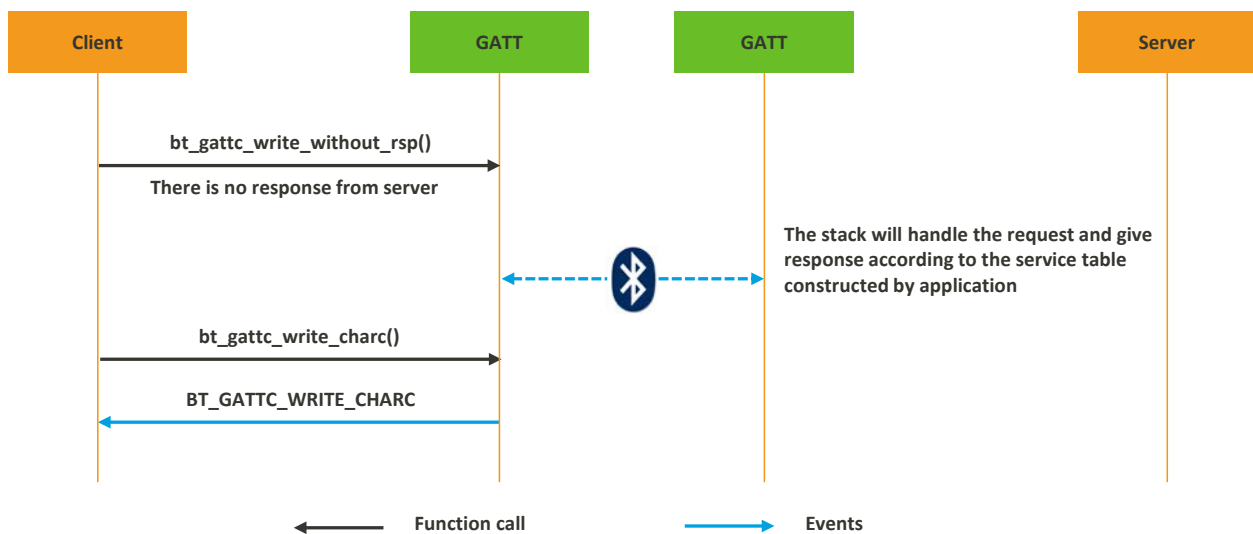 Client
GATT
GATT
Server
bt_gattc_write_without_rsp()
There is no response from server
The stack will handle the request and give
response according to the service table
constructed by application
bt_gattc_write_charc()
BT_GATTC_WRITE_CHARC
Function call
Events